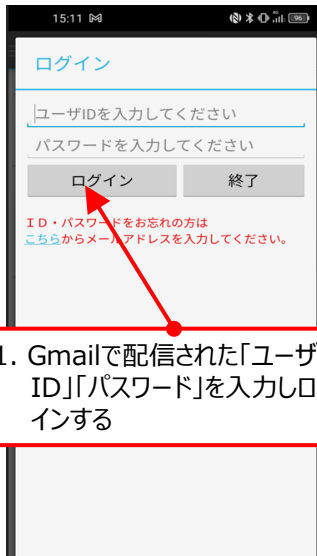 15:11
96
ログイン
ユーザIDを入力してください
パスワードを入力してください
ログイン 終了
ＩＤ・パスワードをお忘れの方は
こちらからメールアドレスを入力してください。
1. Gmailで配信された「ユーザ
ID」「パスワード」を入力しロ
インする